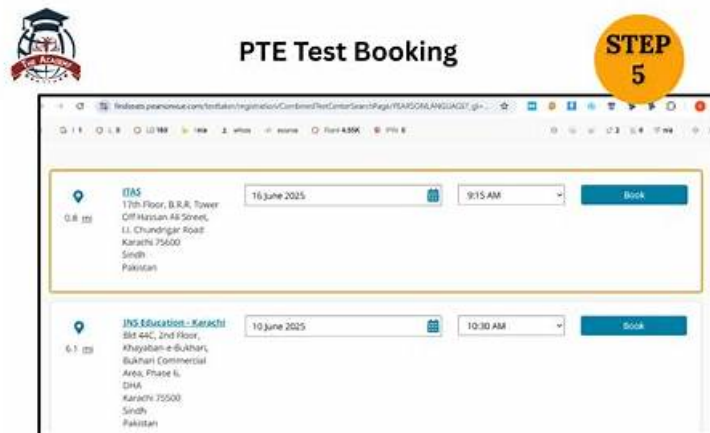 THE ACADEMY
PTE Test Booking
STEP
5
ITAS
17th Floor, B.R.R. Tower
Off Hassan Ali Street,
I.I. Chundrigar Road
Karachi 75600
Sindh
Pakistan
0.8 mi
16 June 2025
9:15 AM
Book
JNS Education - Karachi
Bld 44C, 2nd Floor,
Khayaban-e-Bukhari,
Bukhari Commercial
Area, Phase 6,
DHA
Karachi 75500
Sindh
Pakistan
6.1 mi
10 June 2025
10:30 AM
Book